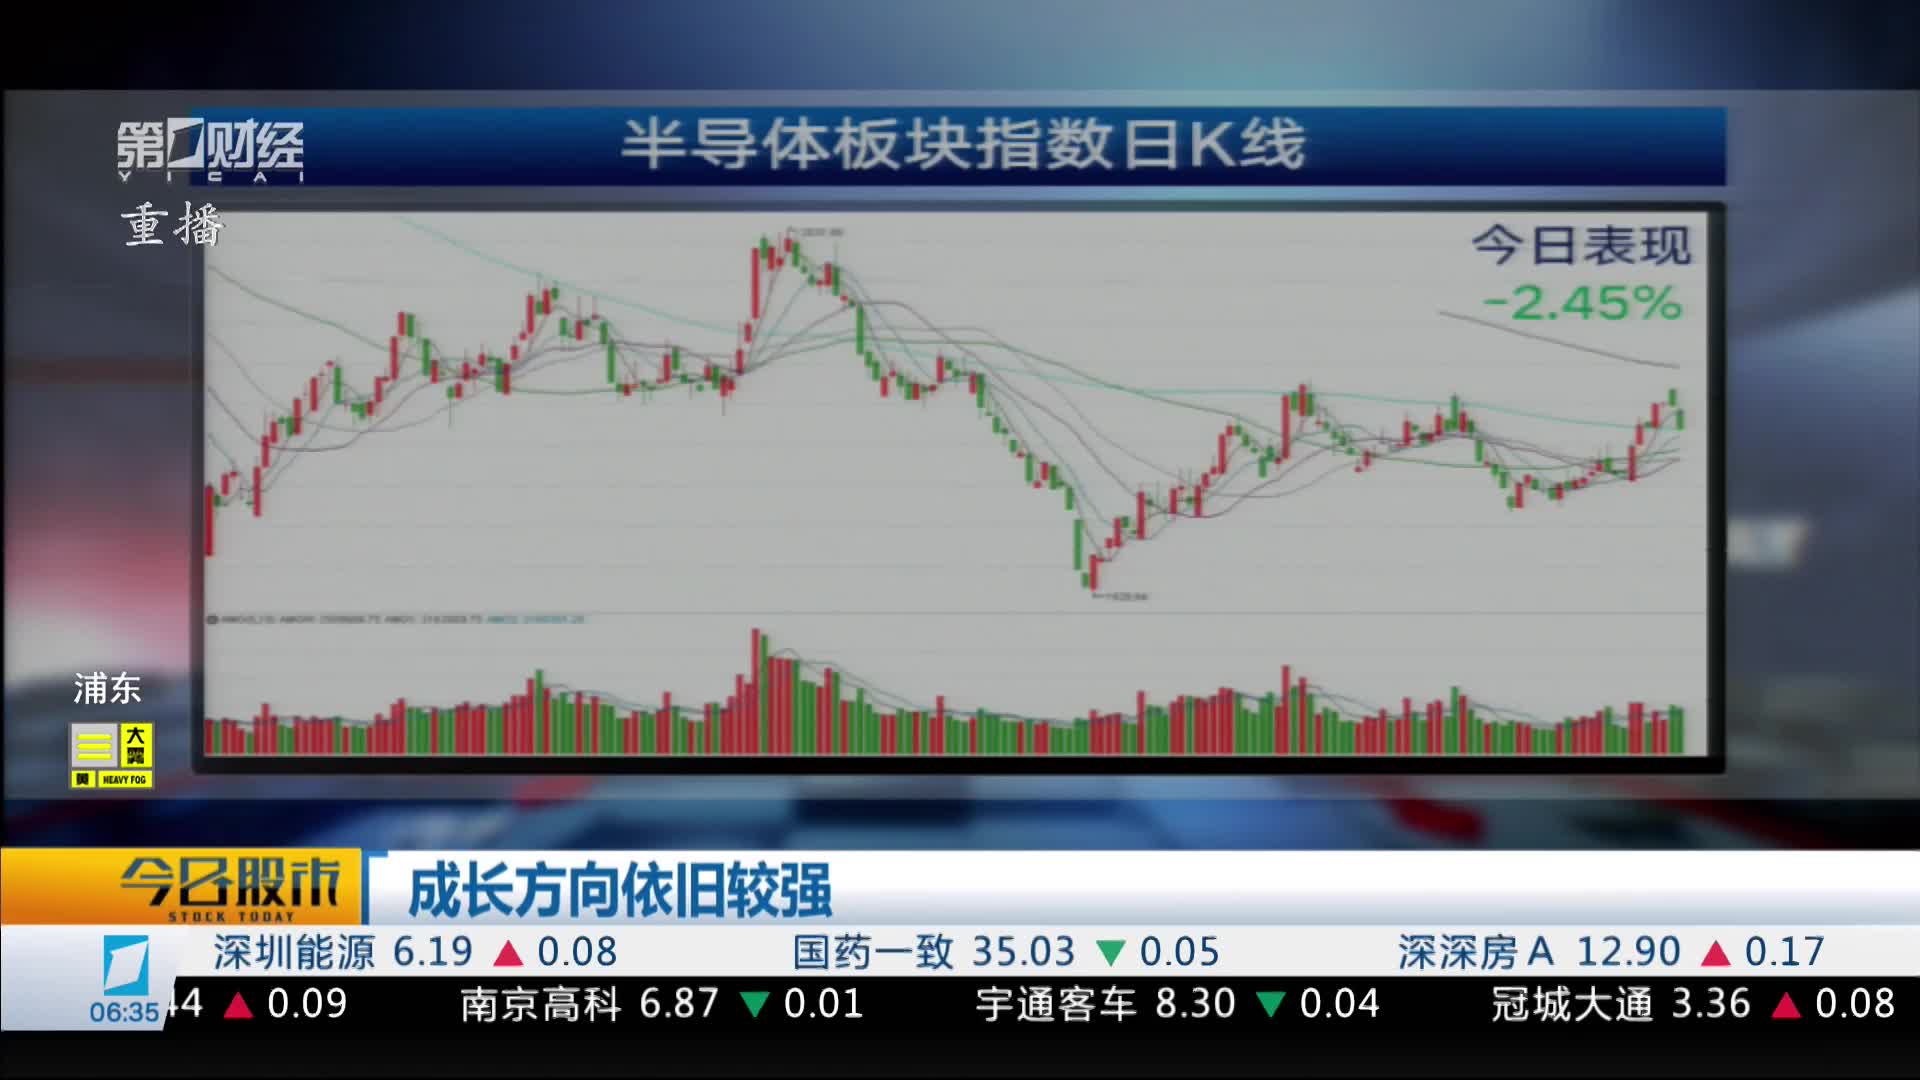 半导体板块指数日K线
第一财经
YICAI
重播
今日表现
-2.45%
浦东
大雾
黄 HEAVY FOG
今日股市
STOCK TODAY
成长方向依旧较强
深圳能源 6.19 ▲ 0.08 国药一致 35.03 ▼ 0.05 深深房A 12.90 ▲ 0.17
06:35
44 ▲ 0.09 南京高科 6.87 ▼ 0.01 宇通客车 8.30 ▼ 0.04 冠城大通 3.36 ▲ 0.08